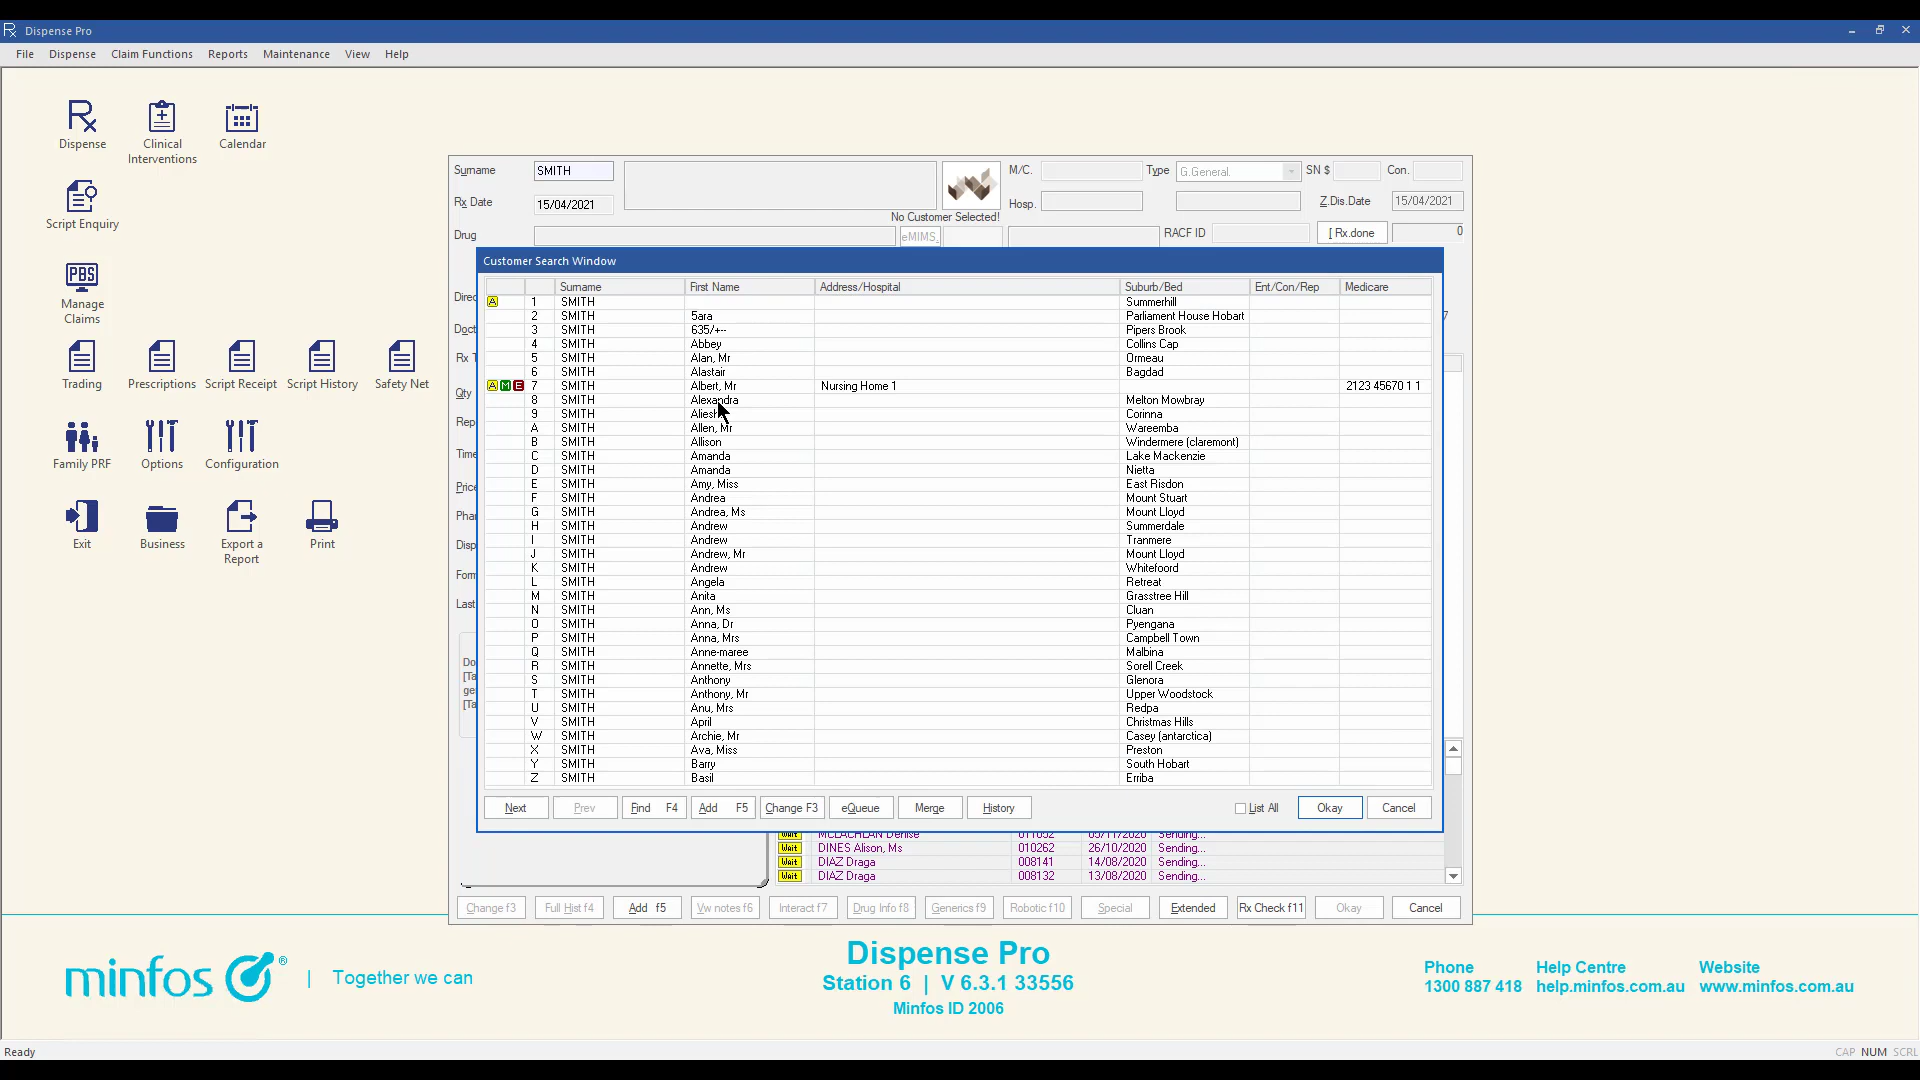 Dispense Pro
File Dispense Claim Functions Reports Maintenance View Help
Dispense
Clinical Interventions
Calendar
Script Enquiry
PBS
Manage Claims
Trading
Prescriptions
Script Receipt
Script History
Safety Net
Family PRF
Options
Configuration
Exit
Business
Export a Report
Print
Surname SMITH M/C. Type G.General. SN $ Con.
Rx Date 15/04/2021 No Customer Selected! Hosp. Z.Dis.Date 15/04/2021
Drug eMIMS. RACF ID [ Rx.done 0
Customer Search Window
Surname First Name Address/Hospital Suburb/Bed Ent/Con/Rep Medicare
A 1 SMITH Summerhill
2 SMITH 5ara Parliament House Hobart
3 SMITH 635/+-- Pipers Brook
4 SMITH Abbey Collins Cap
5 SMITH Alan, Mr Ormeau
6 SMITH Alastair Bagdad
A M E 7 SMITH Albert, Mr Nursing Home 1 2123 45670 1 1
8 SMITH Alexandra Melton Mowbray
9 SMITH Corinna
A SMITH Allen, Mr Wareemba
B SMITH Allison Windermere (claremont)
C SMITH Amanda Lake Mackenzie
D SMITH Amanda Nietta
E SMITH Amy, Miss East Risdon
F SMITH Andrea Mount Stuart
G SMITH Andrea, Ms Mount Lloyd
H SMITH Andrew Summerdale
I SMITH Andrew Tranmere
J SMITH Andrew, Mr Mount Lloyd
K SMITH Andrew Whitefoord
L SMITH Angela Retreat
M SMITH Anita Grasstree Hill
N SMITH Ann, Ms Cluan
O SMITH Anna, Dr Pyengana
P SMITH Anna, Mrs Campbell Town
Q SMITH Anne-maree Malbina
R SMITH Annette, Mrs Sorell Creek
S SMITH Anthony Glenora
T SMITH Anthony, Mr Upper Woodstock
U SMITH Anu, Mrs Redpa
V SMITH April Christmas Hills
W SMITH Archie, Mr Casey (antarctica)
X SMITH Ava, Miss Preston
Y SMITH Barry South Hobart
Z SMITH Basil Erriba
Next Prev Find F4 Add F5 Change F3 eQueue Merge History List All Okay Cancel
Wait MCLACHLAN Denise 011052 05/11/2020 Sending...
Wait DINES Alison, Ms 010262 26/10/2020 Sending...
Wait DIAZ Draga 008141 14/08/2020 Sending...
Wait DIAZ Draga 008132 13/08/2020 Sending...
Change f3 Full Hist f4 Add f5 Vw notes f6 Interact f7 Drug Info f8 Generics f9 Robotic f10 Special Extended Rx Check f11 Okay Cancel
minfos ® | Together we can
Dispense Pro
Station 6 | V 6.3.1 33556
Minfos ID 2006
Phone
1300 887 418
Help Centre
help.minfos.com.au
Website
www.minfos.com.au
Ready CAP NUM SCRL